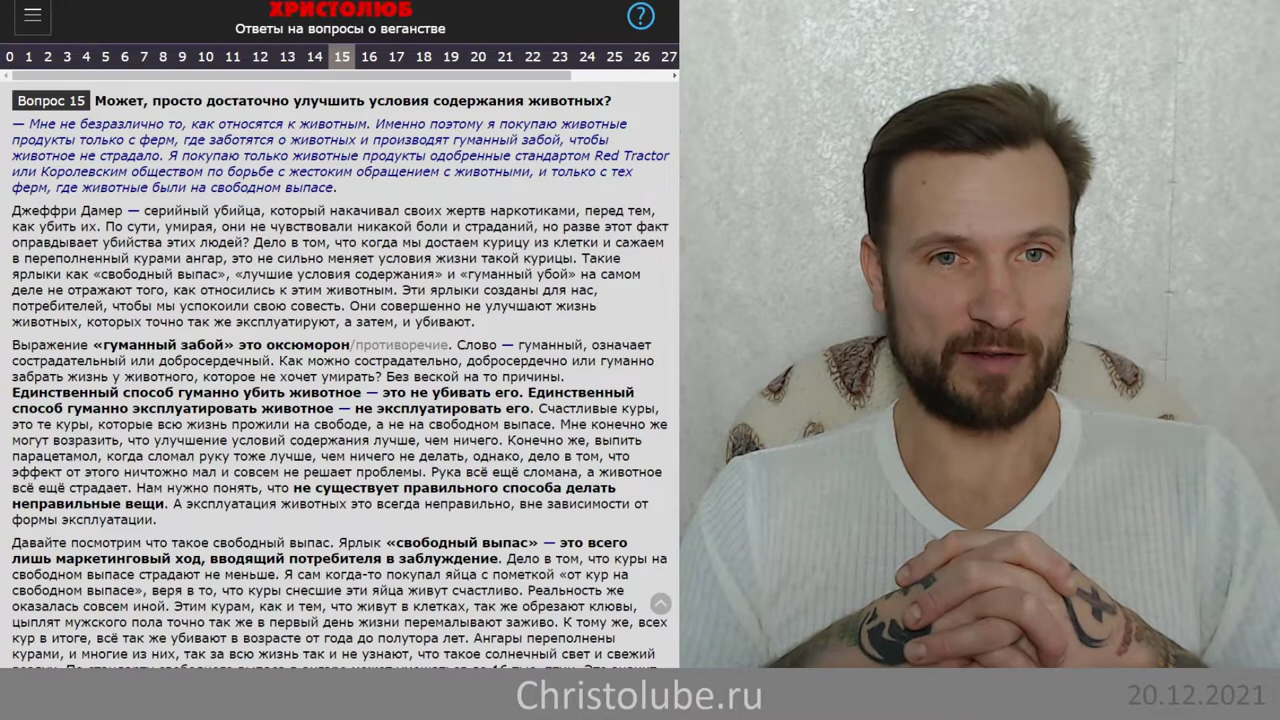 ХРИСТОЛЮБ
Ответы на вопросы о веганстве
?
0 1 2 3 4 5 6 7 8 9 10 11 12 13 14 15 16 17 18 19 20 21 22 23 24 25 26 27
Вопрос 15 Может, просто достаточно улучшить условия содержания животных?
— Мне не безразлично то, как относятся к животным. Именно поэтому я покупаю животные
продукты только с ферм, где заботятся о животных и производят гуманный забой, чтобы
животное не страдало. Я покупаю только животные продукты одобренные стандартом Red Tractor
или Королевским обществом по борьбе с жестоким обращением с животными, и только с тех
ферм, где животные были на свободном выпасе.
Джеффри Дамер — серийный убийца, который накачивал своих жертв наркотиками, перед тем,
как убить их. По сути, умирая, они не чувствовали никакой боли и страданий, но разве этот факт
оправдывает убийства этих людей? Дело в том, что когда мы достаем курицу из клетки и сажаем
в переполненный курами ангар, это не сильно меняет условия жизни такой курицы. Такие
ярлыки как «свободный выпас», «лучшие условия содержания» и «гуманный убой» на самом
деле не отражают того, как относились к этим животным. Эти ярлыки созданы для нас,
потребителей, чтобы мы успокоили свою совесть. Они совершенно не улучшают жизнь
животных, которых точно так же эксплуатируют, а затем, и убивают.
Выражение «гуманный забой» это оксюморон/противоречие. Слово — гуманный, означает
сострадательный или добросердечный. Как можно сострадательно, добросердечно или гуманно
забрать жизнь у животного, которое не хочет умирать? Без веской на то причины.
Единственный способ гуманно убить животное — это не убивать его. Единственный
способ гуманно эксплуатировать животное — не эксплуатировать его. Счастливые куры,
это те куры, которые всю жизнь прожили на свободе, а не на свободном выпасе. Мне конечно же
могут возразить, что улучшение условий содержания лучше, чем ничего. Конечно же, выпить
парацетамол, когда сломал руку тоже лучше, чем ничего не делать, однако, дело в том, что
эффект от этого ничтожно мал и совсем не решает проблемы. Рука всё ещё сломана, а животное
всё ещё страдает. Нам нужно понять, что не существует правильного способа делать
неправильные вещи. А эксплуатация животных это всегда неправильно, вне зависимости от
формы эксплуатации.
Давайте посмотрим что такое свободный выпас. Ярлык «свободный выпас» — это всего
лишь маркетинговый ход, вводящий потребителя в заблуждение. Дело в том, что куры на
свободном выпасе страдают не меньше. Я сам когда-то покупал яйца с пометкой «от кур на
свободном выпасе», веря в то, что куры снесшие эти яйца живут счастливо. Реальность же
оказалась совсем иной. Этим курам, как и тем, что живут в клетках, так же обрезают клювы,
цыплят мужского пола точно так же в первый день жизни перемалывают заживо. К тому же, всех
кур в итоге, всё так же убивают в возрасте от года до полутора лет. Ангары переполнены
курами, и многие из них, так за всю жизнь так и не узнают, что такое солнечный свет и свежий
Christolube.ru
20.12.2021